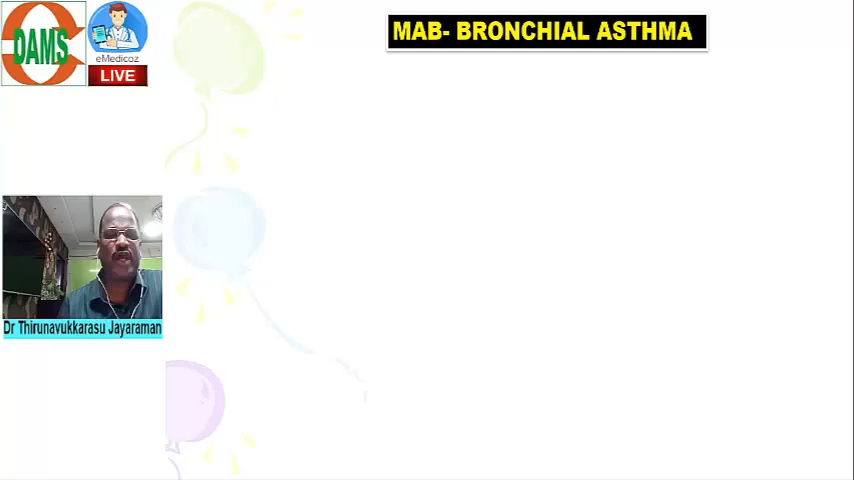 MAB- BRONCHIAL ASTHMA
DAMS
eMedicoz
LIVE
Dr Thirunavukkarasu Jayaraman